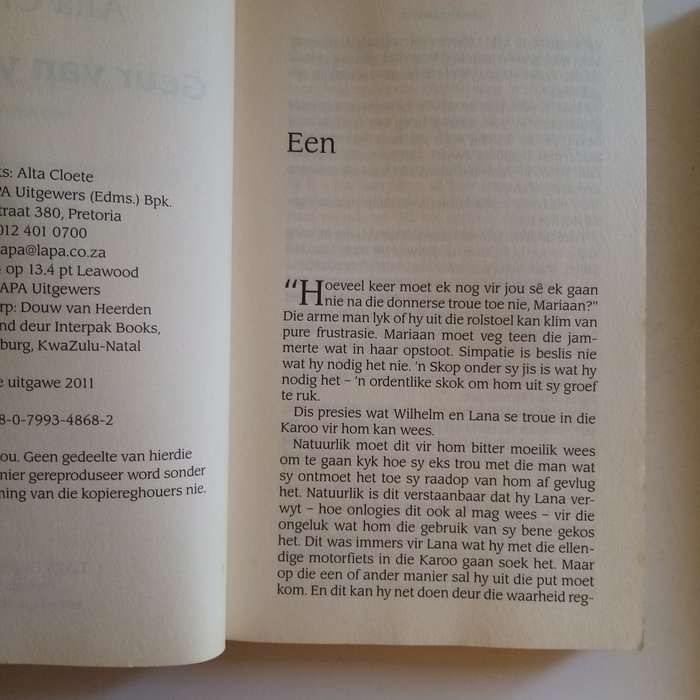 s: Alta Cloete
PA Uitgewers (Edms.) Bpk.
traat 380, Pretoria
012 401 0700
apa@lapa.co.za
op 13.4 pt Leawood
APA Uitgewers
rp: Douw van Heerden
nd deur Interpak Books,
burg, KwaZulu-Natal
e uitgawe 2011
8-0-7993-4868-2
ou. Geen gedeelte van hierdie
nier gereproduseer word sonder
ning van die kopiereghouers nie.
Een
"Hoeveel keer moet ek nog vir jou sê ek gaan
nie na die donnerse troue toe nie, Mariaan?"
Die arme man lyk of hy uit die rolstoel kan klim van
pure frustrasie. Mariaan moet veg teen die jam-
merte wat in haar opstoot. Simpatie is beslis nie
wat hy nodig het nie. 'n Skop onder sy jis is wat hy
nodig het – 'n ordentlike skok om hom uit sy groef
te ruk.
Dis presies wat Wilhelm en Lana se troue in die
Karoo vir hom kan wees.
Natuurlik moet dit vir hom bitter moeilik wees
om te gaan kyk hoe sy eks trou met die man wat
sy ontmoet het toe sy raadop van hom af gevlug
het. Natuurlik is dit verstaanbaar dat hy Lana ver-
wyt – hoe onlogies dit ook al mag wees – vir die
ongeluk wat hom die gebruik van sy bene gekos
het. Dit was immers vir Lana wat hy met die ellen-
dige motorfiets in die Karoo gaan soek het. Maar
op die een of ander manier sal hy uit die put moet
kom. En dit kan hy net doen deur die waarheid reg-